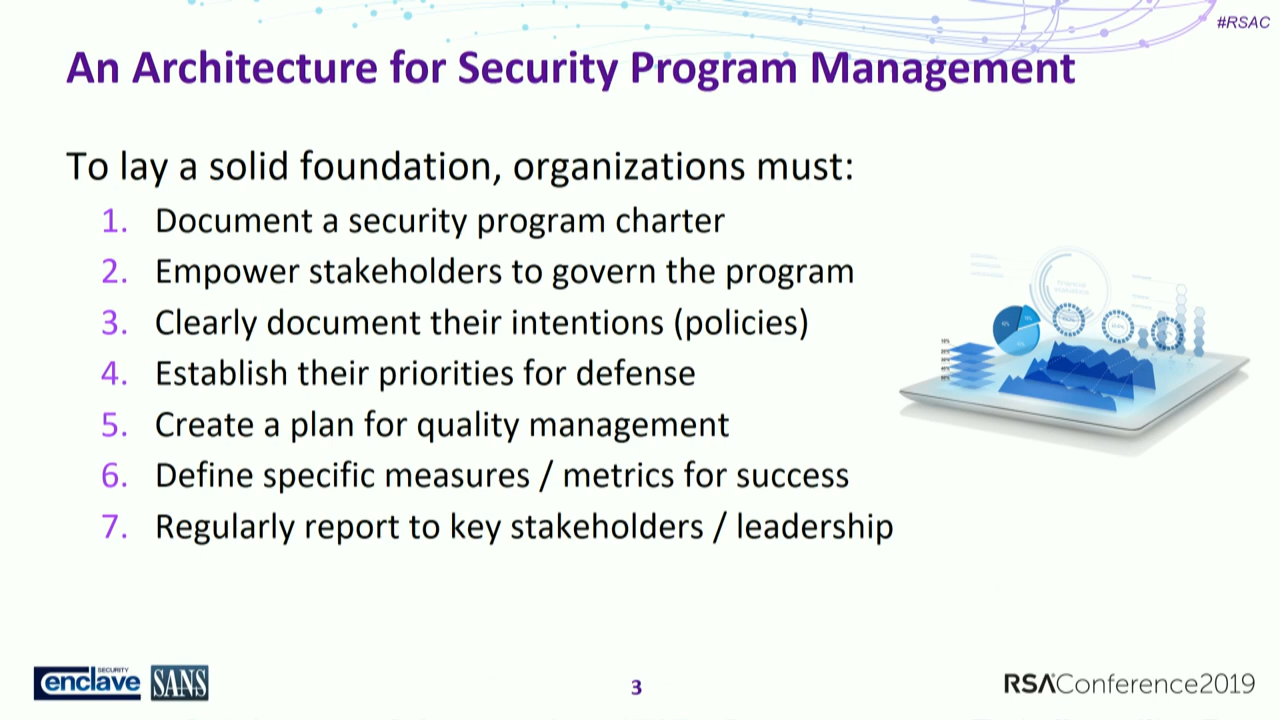 #RSAC
An Architecture for Security Program Management
To lay a solid foundation, organizations must:
1. Document a security program charter
2. Empower stakeholders to govern the program
3. Clearly document their intentions (policies)
4. Establish their priorities for defense
5. Create a plan for quality management
6. Define specific measures / metrics for success
7. Regularly report to key stakeholders / leadership
SECURITY
enclave
SANS
3
RSAConference2019